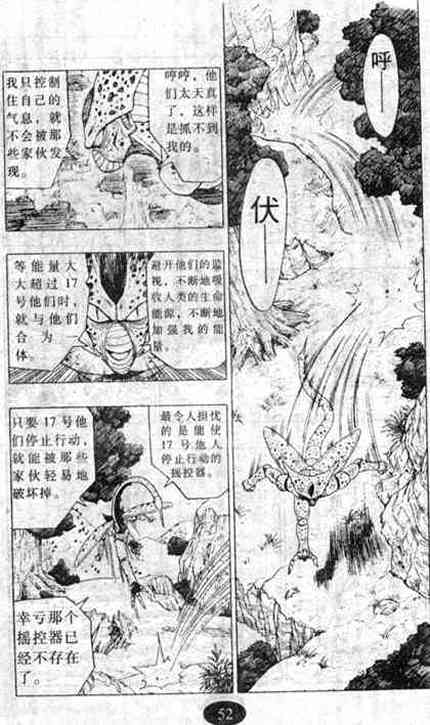 呼——
伏——
哼哼，他
们太天真
了，这样
是抓不到
我的。
我只控制
住自己的
气息，就
不会被那
些家伙发
现。
避开他们的监
视，不断地吸
收人类的生命
能源，不断地
加强我的能
量，
等能量大
大超过17
号他们时，
就与他们
合为一
体。
最令人担忧
的是能使
17号他人
停止行动的
摇控器。
只要17号他
们停止行动，
就能被那些
家伙轻易地
破坏掉。
幸亏那个
摇控器已
经不存在
了。
52